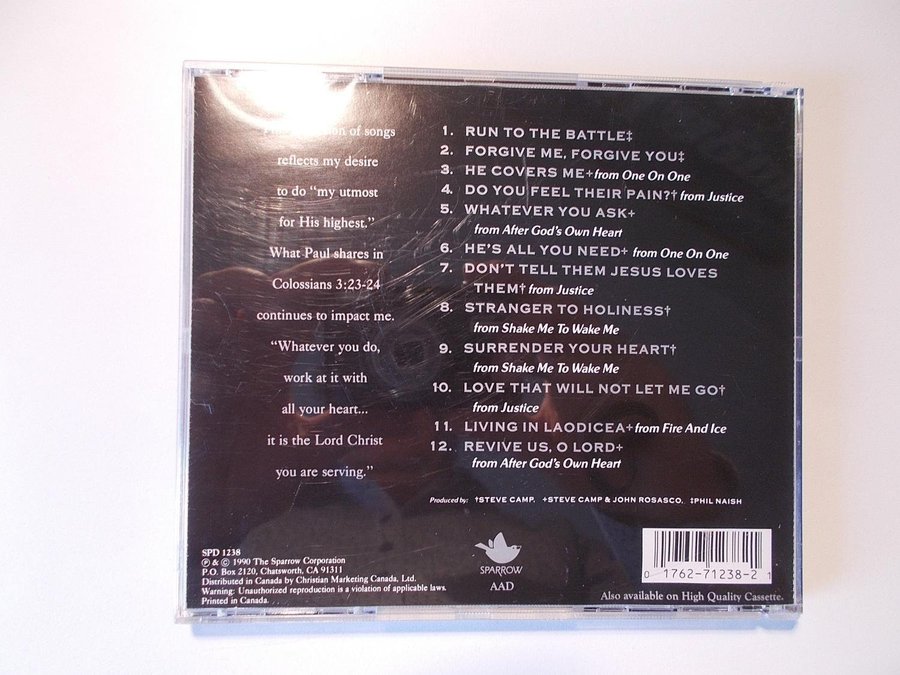 of songs
reflects my desire
to do “my utmost
for His highest.”
What Paul shares in
Colossians 3:23-24
continues to impact me.
“Whatever you do,
work at it with
all your heart...
it is the Lord Christ
you are serving.”
1. RUN TO THE BATTLE‡
2. FORGIVE ME, FORGIVE YOU‡
3. HE COVERS ME+ from One On One
4. DO YOU FEEL THEIR PAIN?† from Justice
5. WHATEVER YOU ASK+
from After God's Own Heart
6. HE'S ALL YOU NEED+ from One On One
7. DON'T TELL THEM JESUS LOVES
THEM† from Justice
8. STRANGER TO HOLINESS†
from Shake Me To Wake Me
9. SURRENDER YOUR HEART†
from Shake Me To Wake Me
10. LOVE THAT WILL NOT LET ME GO†
from Justice
11. LIVING IN LAODICEA+ from Fire And Ice
12. REVIVE US, O LORD+
from After God's Own Heart
Produced by: †STEVE CAMP. +STEVE CAMP & JOHN ROSASCO. ‡PHIL NAISH
SPD 1238
℗ & © 1990 The Sparrow Corporation
P.O. Box 2120, Chatsworth, CA 91311
Distributed in Canada by Christian Marketing Canada, Ltd.
Warning: Unauthorized reproduction is a violation of applicable laws.
Printed in Canada.
SPARROW
AAD
0 1762-71238-2 1
Also available on High Quality Cassette.